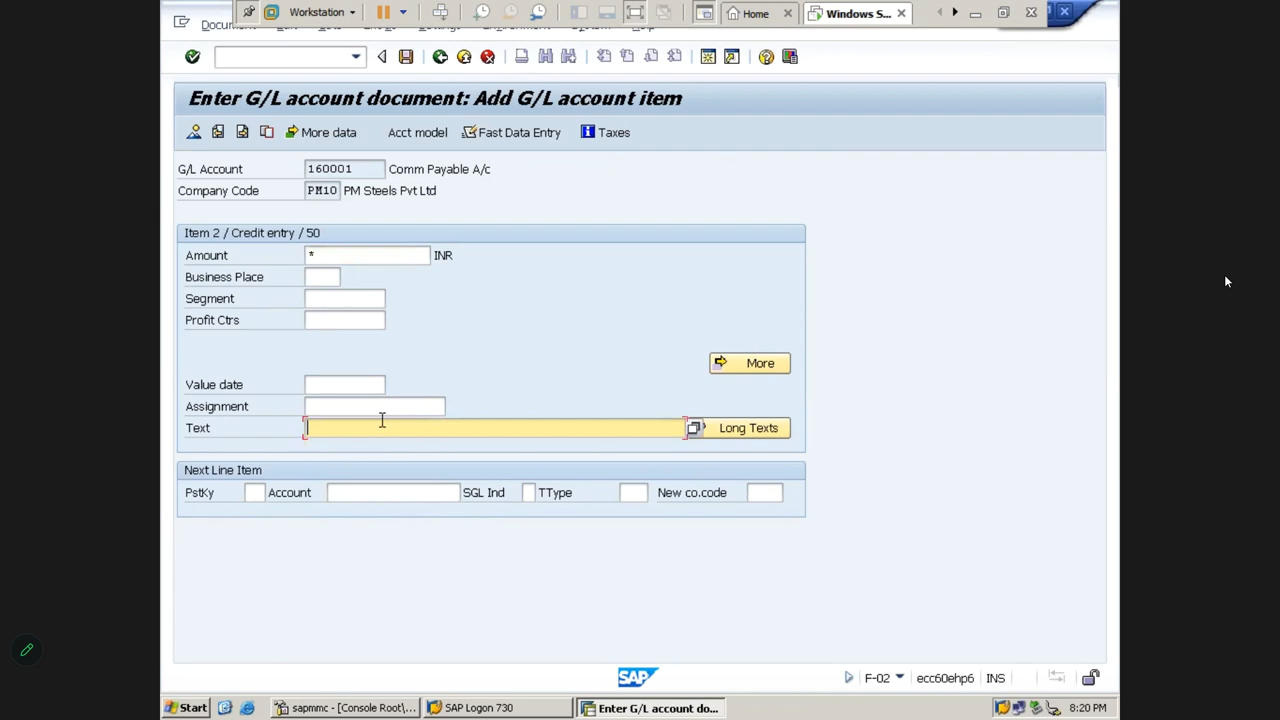 Workstation
Home
Windows S...
Enter G/L account document: Add G/L account item
More data Acct model Fast Data Entry Taxes
G/L Account 160001 Comm Payable A/c
Company Code PM10 PM Steels Pvt Ltd
Item 2 / Credit entry / 50
Amount * INR
Business Place
Segment
Profit Ctrs
More
Value date
Assignment
Text Long Texts
Next Line Item
PstKy Account SGL Ind TType New co.code
SAP F-02 ecc60ehp6 INS
Start sapmmc - [Console Root\... SAP Logon 730 Enter G/L account do... 8:20 PM